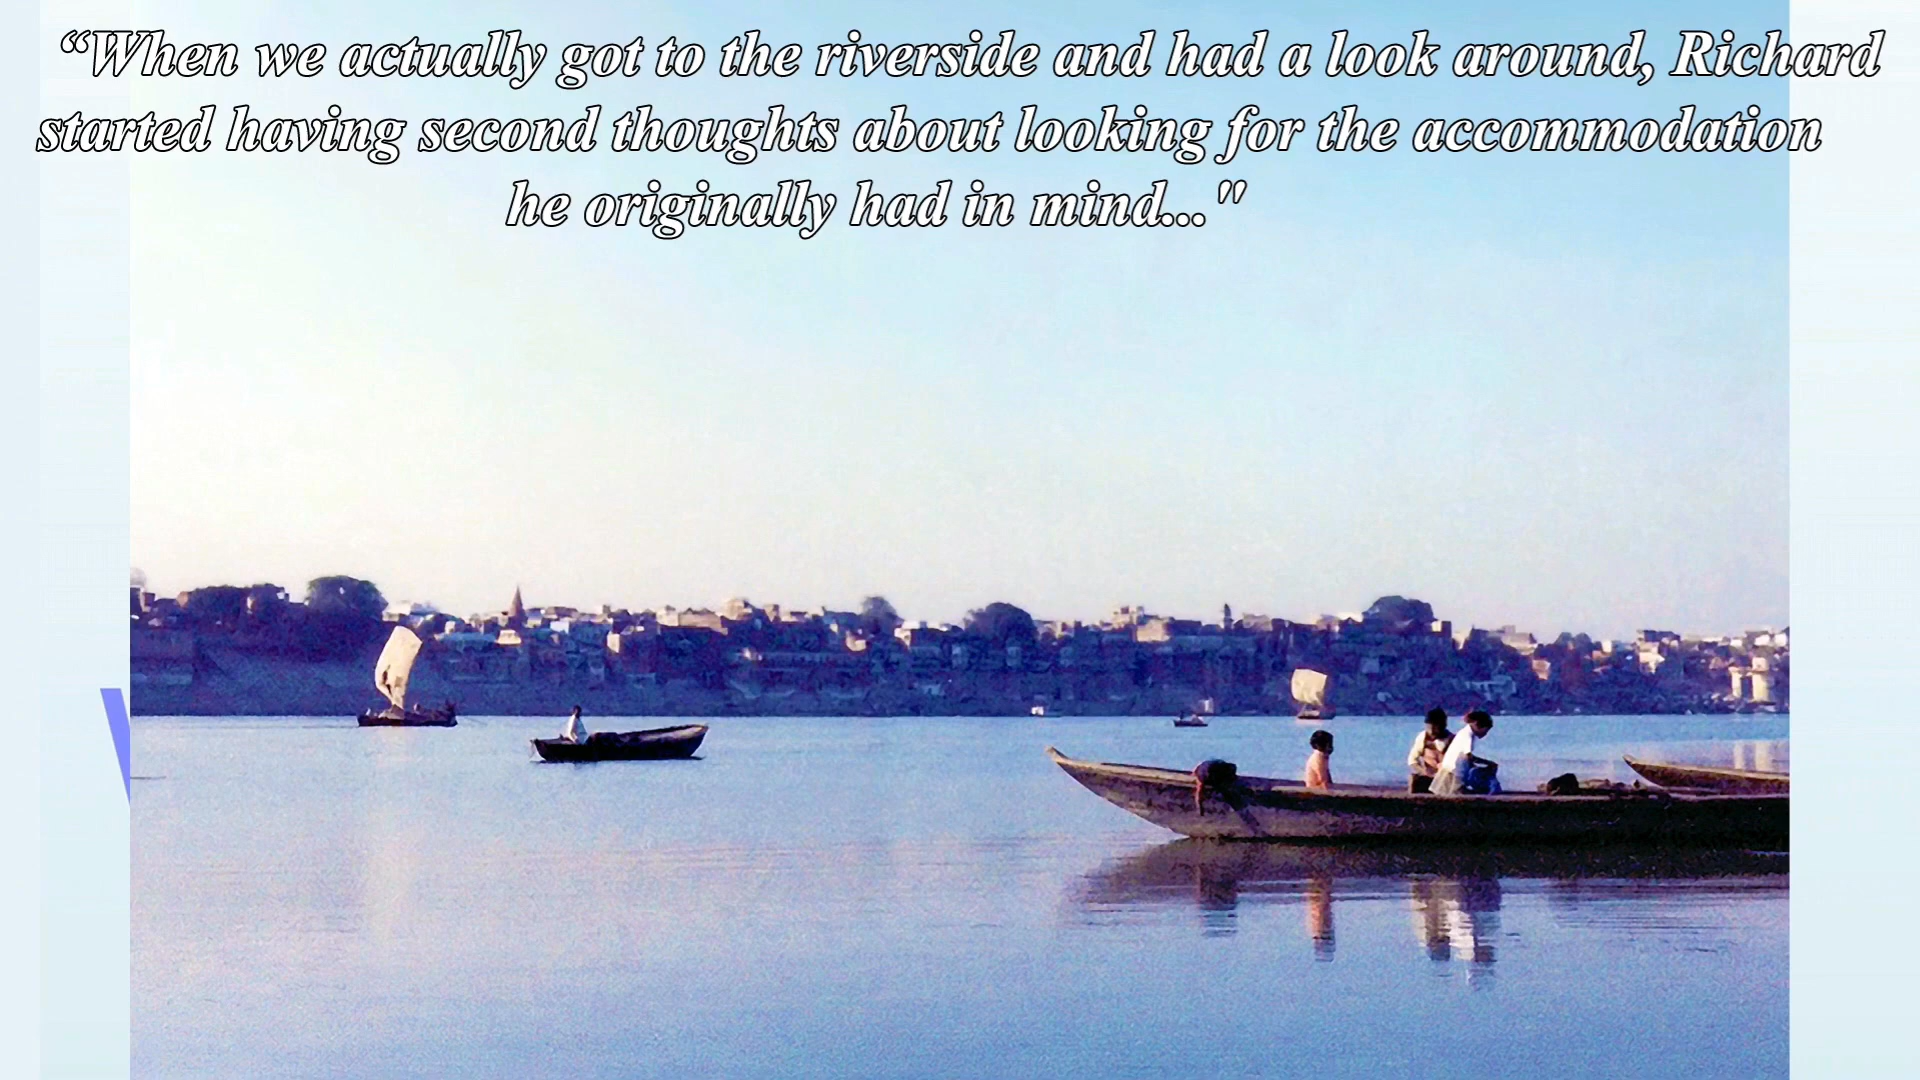 “When we actually got to the riverside and had a look around, Richard
started having second thoughts about looking for the accommodation
he originally had in mind..."